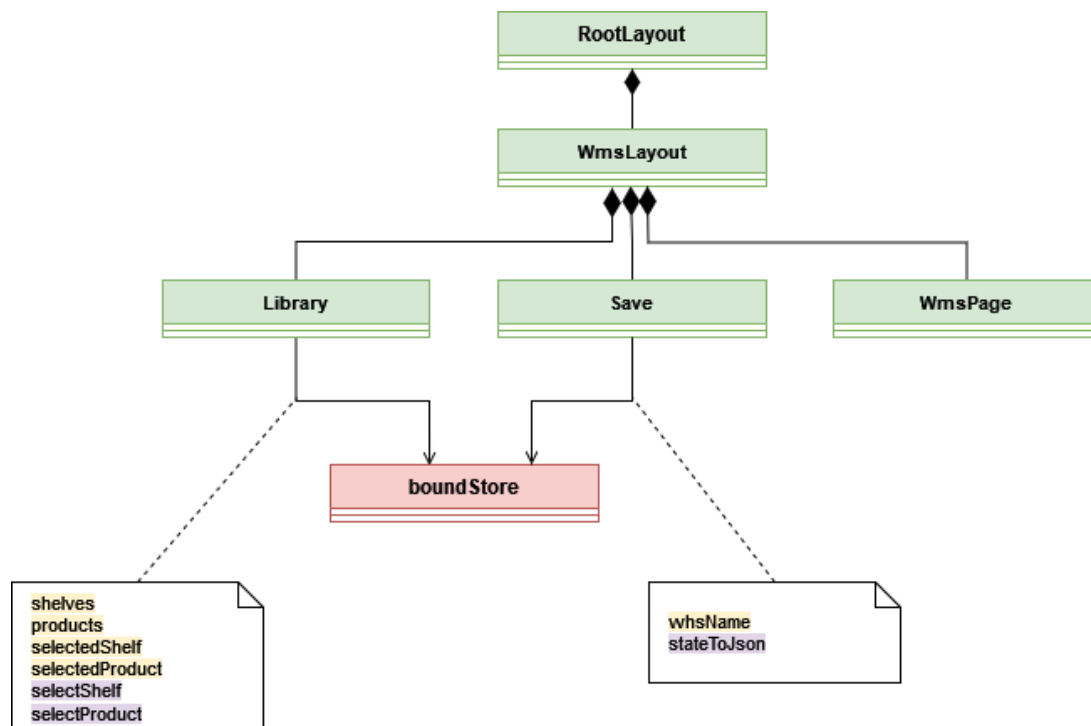 RootLayout
WmsLayout
Library
Save
WmsPage
boundStore
shelves
products
selectedShelf
selectedProduct
selectShelf
selectProduct
whsName
stateToJson